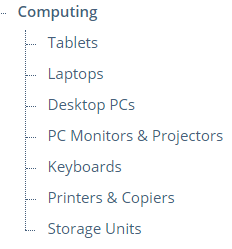 Computing
Tablets
Laptops
Desktop PCs
PC Monitors & Projectors
Keyboards
Printers & Copiers
Storage Units